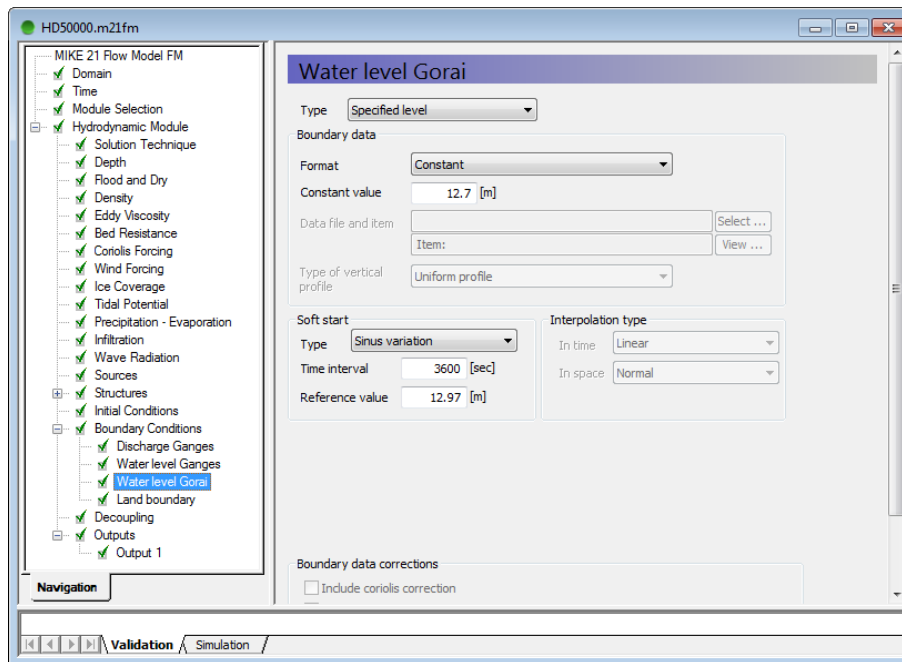 HD50000.m21fm
MIKE 21 Flow Model FM
Domain
Time
Module Selection
Hydrodynamic Module
Solution Technique
Depth
Flood and Dry
Density
Eddy Viscosity
Bed Resistance
Coriolis Forcing
Wind Forcing
Ice Coverage
Tidal Potential
Precipitation - Evaporation
Infiltration
Wave Radiation
Sources
Structures
Initial Conditions
Boundary Conditions
Discharge Ganges
Water level Ganges
Water level Gorai
Land boundary
Decoupling
Outputs
Output 1
Navigation
Water level Gorai
Type Specified level
Boundary data
Format Constant
Constant value 12.7 [m]
Data file and item Select ...
Item: View ...
Type of vertical
profile
Uniform profile
Soft start
Type Sinus variation
Time interval 3600 [sec]
Reference value 12.97 [m]
Interpolation type
In time Linear
In space Normal
Boundary data corrections
Include coriolis correction
Validation Simulation